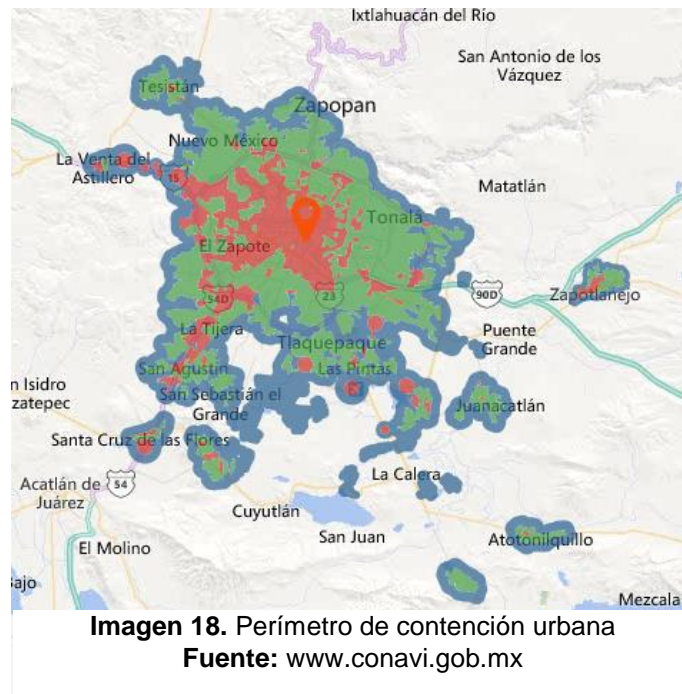 Ixtlahuacán del Río
San Antonio de los
Vázquez
Tesistán
Zapopan
Nuevo México
La Venta del
Astillero
15
Matatlán
Tonalá
El Zapote
54D
23
90D
Zapotlanejo
La Tijera
Tlaquepaque
Puente
Grande
San Agustín
Las Pintas
n Isidro
zatepec
San Sebastián el
Grande
Juanacatlán
Santa Cruz de las Flores
La Calera
Acatlán de
Juárez
54
Cuyutlán
San Juan
Atotonilquillo
El Molino
ajo
Mezcala
Imagen 18. Perímetro de contención urbana
Fuente: www.conavi.gob.mx